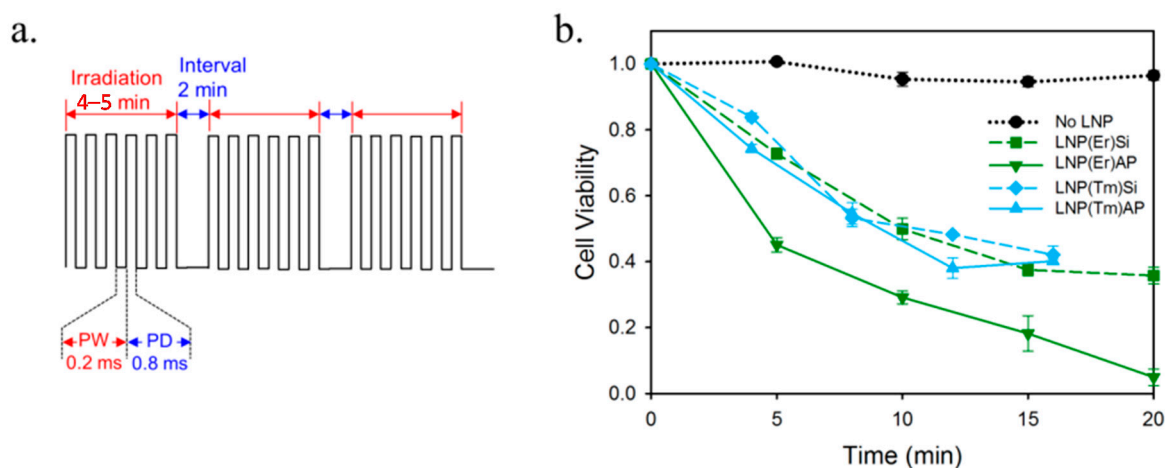 a.
Irradiation
4–5 min
Interval
2 min
PW
0.2 ms
PD
0.8 ms
b.
Cell Viability
1.0
0.8
0.6
0.4
0.2
0.0
No LNP
LNP(Er)Si
LNP(Er)AP
LNP(Tm)Si
LNP(Tm)AP
0
5
10
15
20
Time (min)